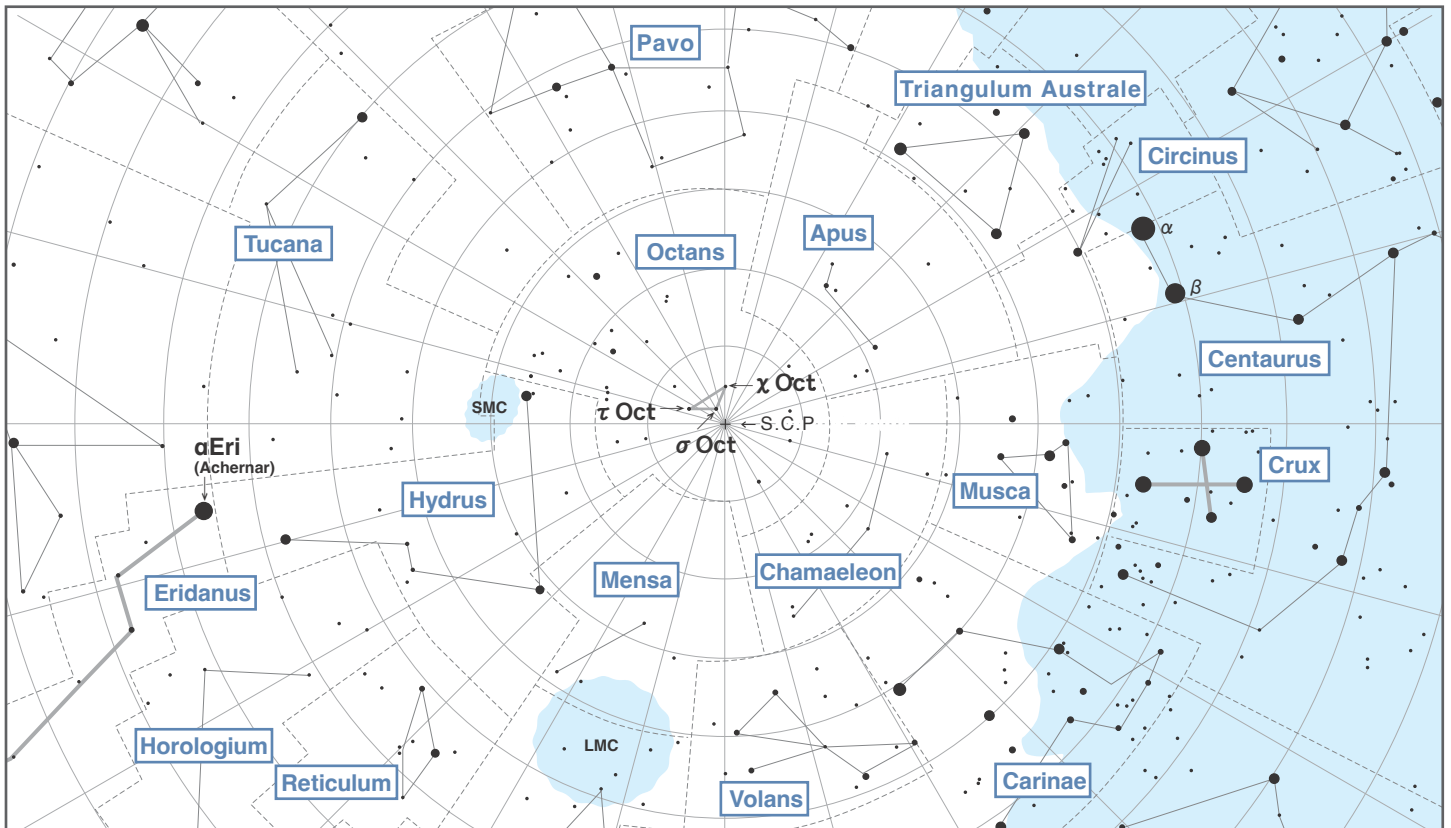 Pavo
Triangulum Australe
Circinus
α
Tucana
Octans
Apus
β
Centaurus
χ Oct
SMC
τ Oct
S.C.P
σ Oct
αEri
(Achernar)
Crux
Hydrus
Musca
Mensa
Chamaeleon
Eridanus
Horologium
LMC
Reticulum
Carinae
Volans